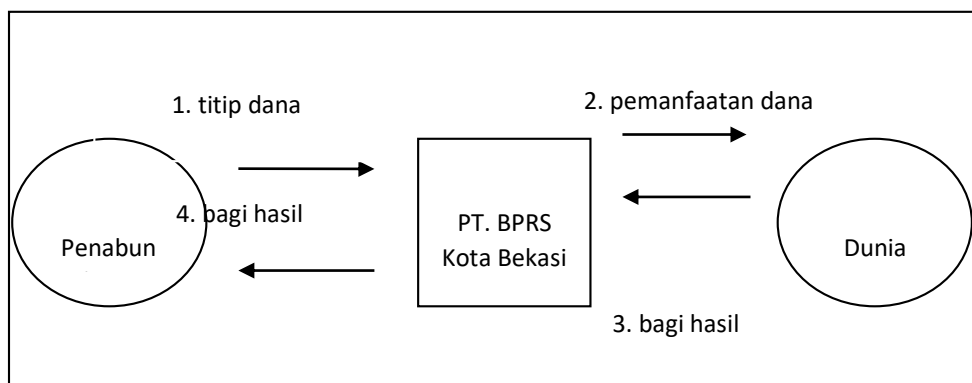 1. titip dana
2. pemanfaatan dana
4. bagi hasil
Penabun
PT. BPRS
Kota Bekasi
Dunia
3. bagi hasil